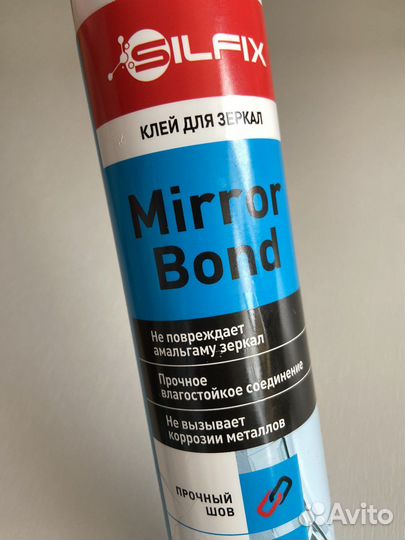 SILFIX
КЛЕЙ ДЛЯ ЗЕРКАЛ
Mirror
Bond
Не повреждает
амальгаму зеркал
Прочное
влагостойкое соединение
Не вызывает
коррозии металлов
ПРОЧНЫЙ
ШОВ
Avito